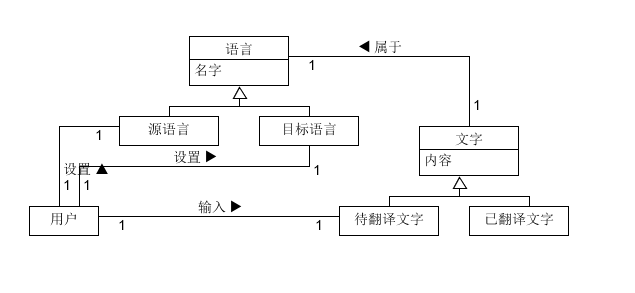 语言
◀ 属于
1
名字
1
源语言
目标语言
1
文字
内容
设置 ▶
设置 ▲
1
1
1
输入 ▶
用户
待翻译文字
已翻译文字
1
1